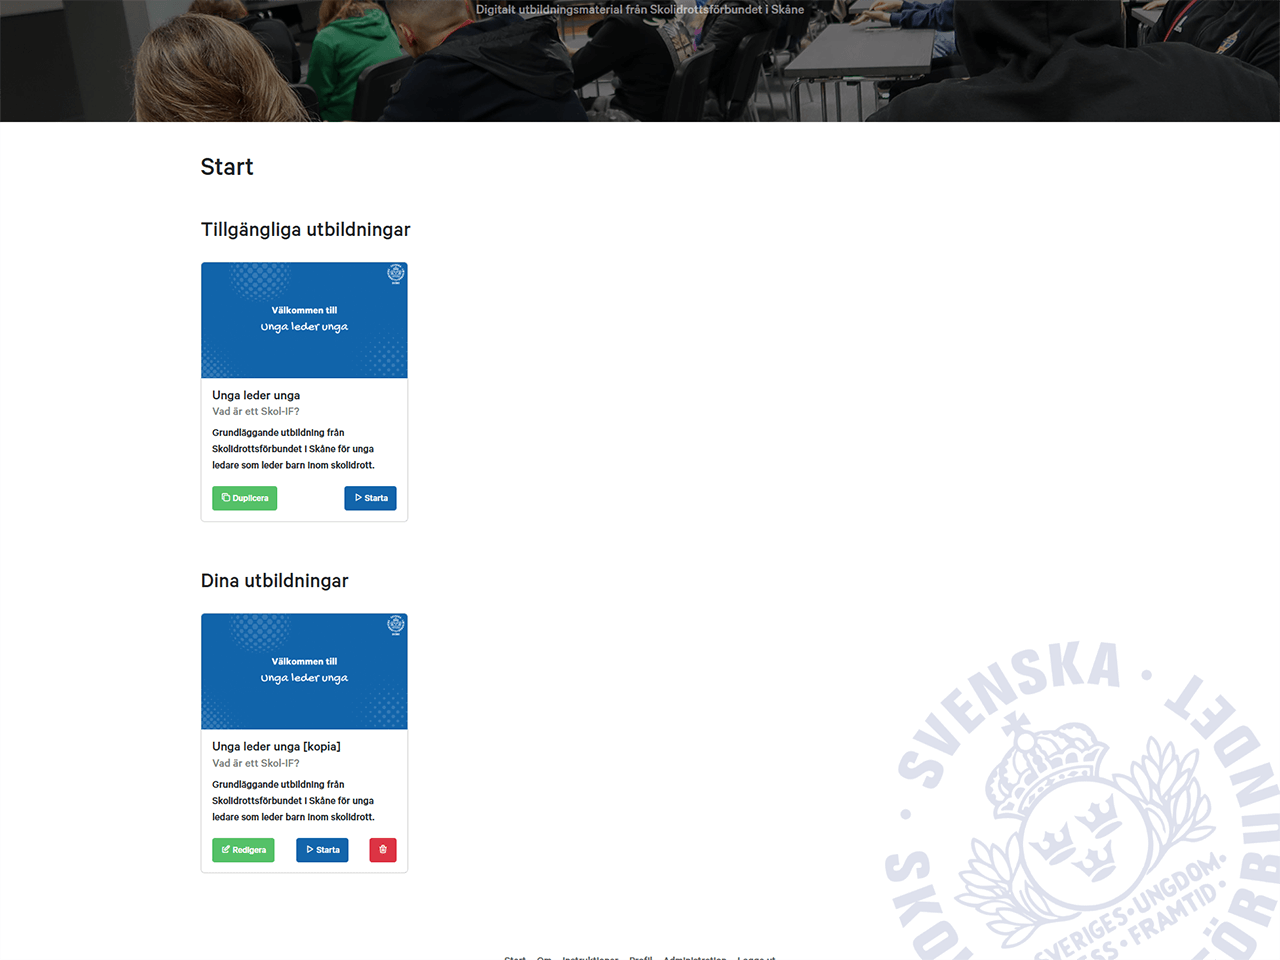 Digitalt utbildningsmaterial från Skolidrottsförbundet i Skåne
Start
Tillgängliga utbildningar
Välkommen till
Unga leder unga
Unga leder unga
Vad är ett Skol-IF?
Grundläggande utbildning från
Skolidrottsförbundet i Skåne för unga
ledare som leder barn inom skolidrott.
Duplicera
Starta
Dina utbildningar
Välkommen till
Unga leder unga
Unga leder unga [kopia]
Vad är ett Skol-IF?
Grundläggande utbildning från
Skolidrottsförbundet i Skåne för unga
ledare som leder barn inom skolidrott.
Redigera
Starta
SVENSKA
SVERIGES·UNGDOM·
FRAMTID·
Start Om Instruktioner Profil Administration Logga ut